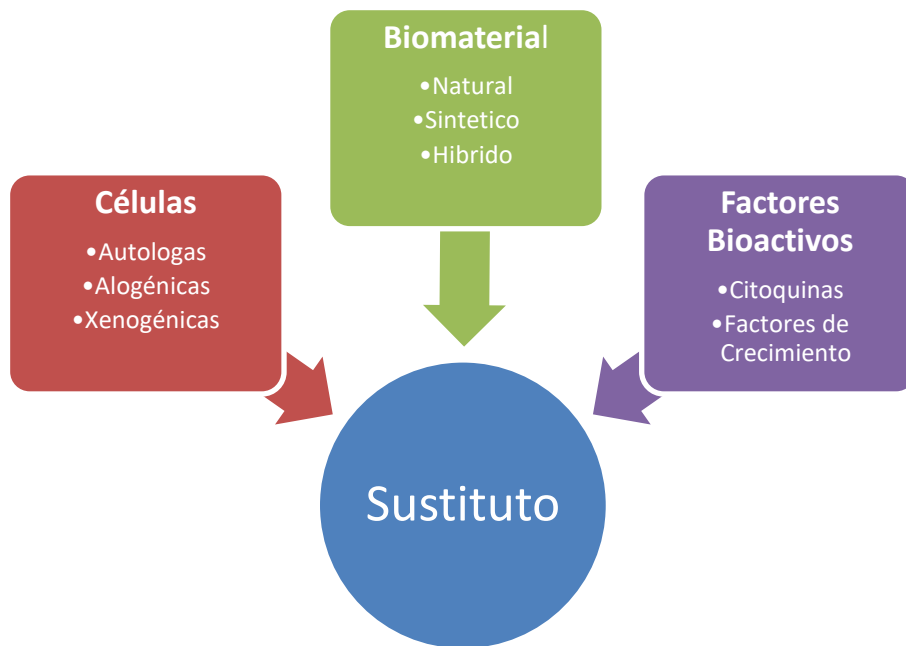 Biomaterial
•Natural
•Sintetico
•Hibrido
Células
•Autologas
•Alogénicas
•Xenogénicas
Factores
Bioactivos
•Citoquinas
•Factores de
Crecimiento
Sustituto